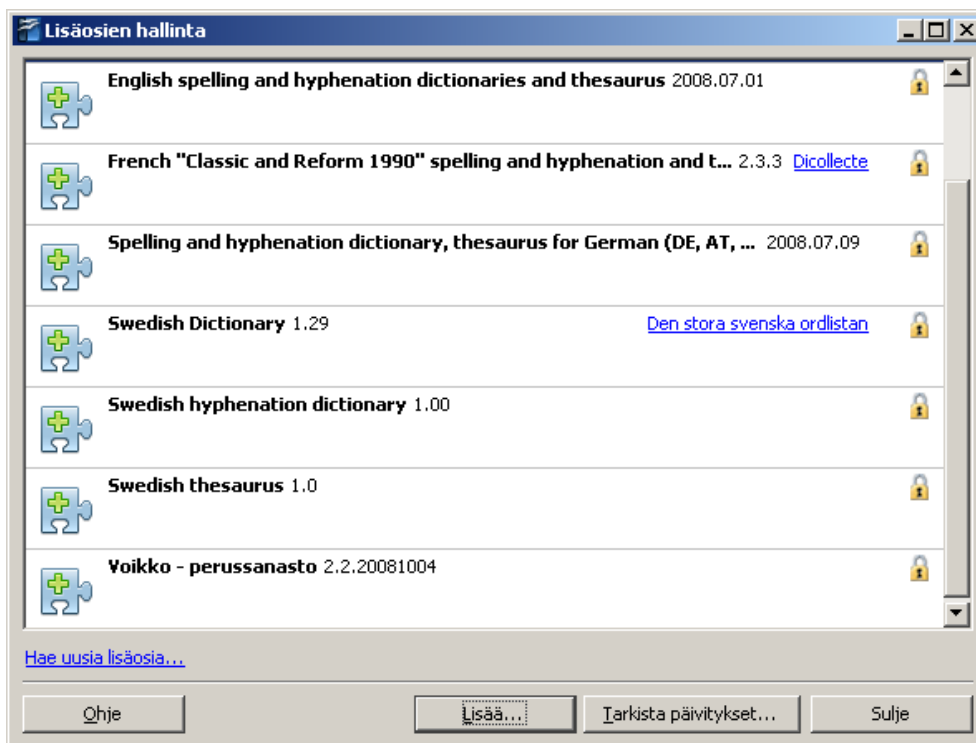 Lisäosien hallinta
English spelling and hyphenation dictionaries and thesaurus 2008.07.01
French "Classic and Reform 1990" spelling and hyphenation and t... 2.3.3 Dicollecte
Spelling and hyphenation dictionary, thesaurus for German (DE, AT, ... 2008.07.09
Swedish Dictionary 1.29 Den stora svenska ordlistan
Swedish hyphenation dictionary 1.00
Swedish thesaurus 1.0
Voikko - perussanasto 2.2.20081004
Hae uusia lisäosia...
Ohje Lisää... Tarkista päivitykset... Sulje